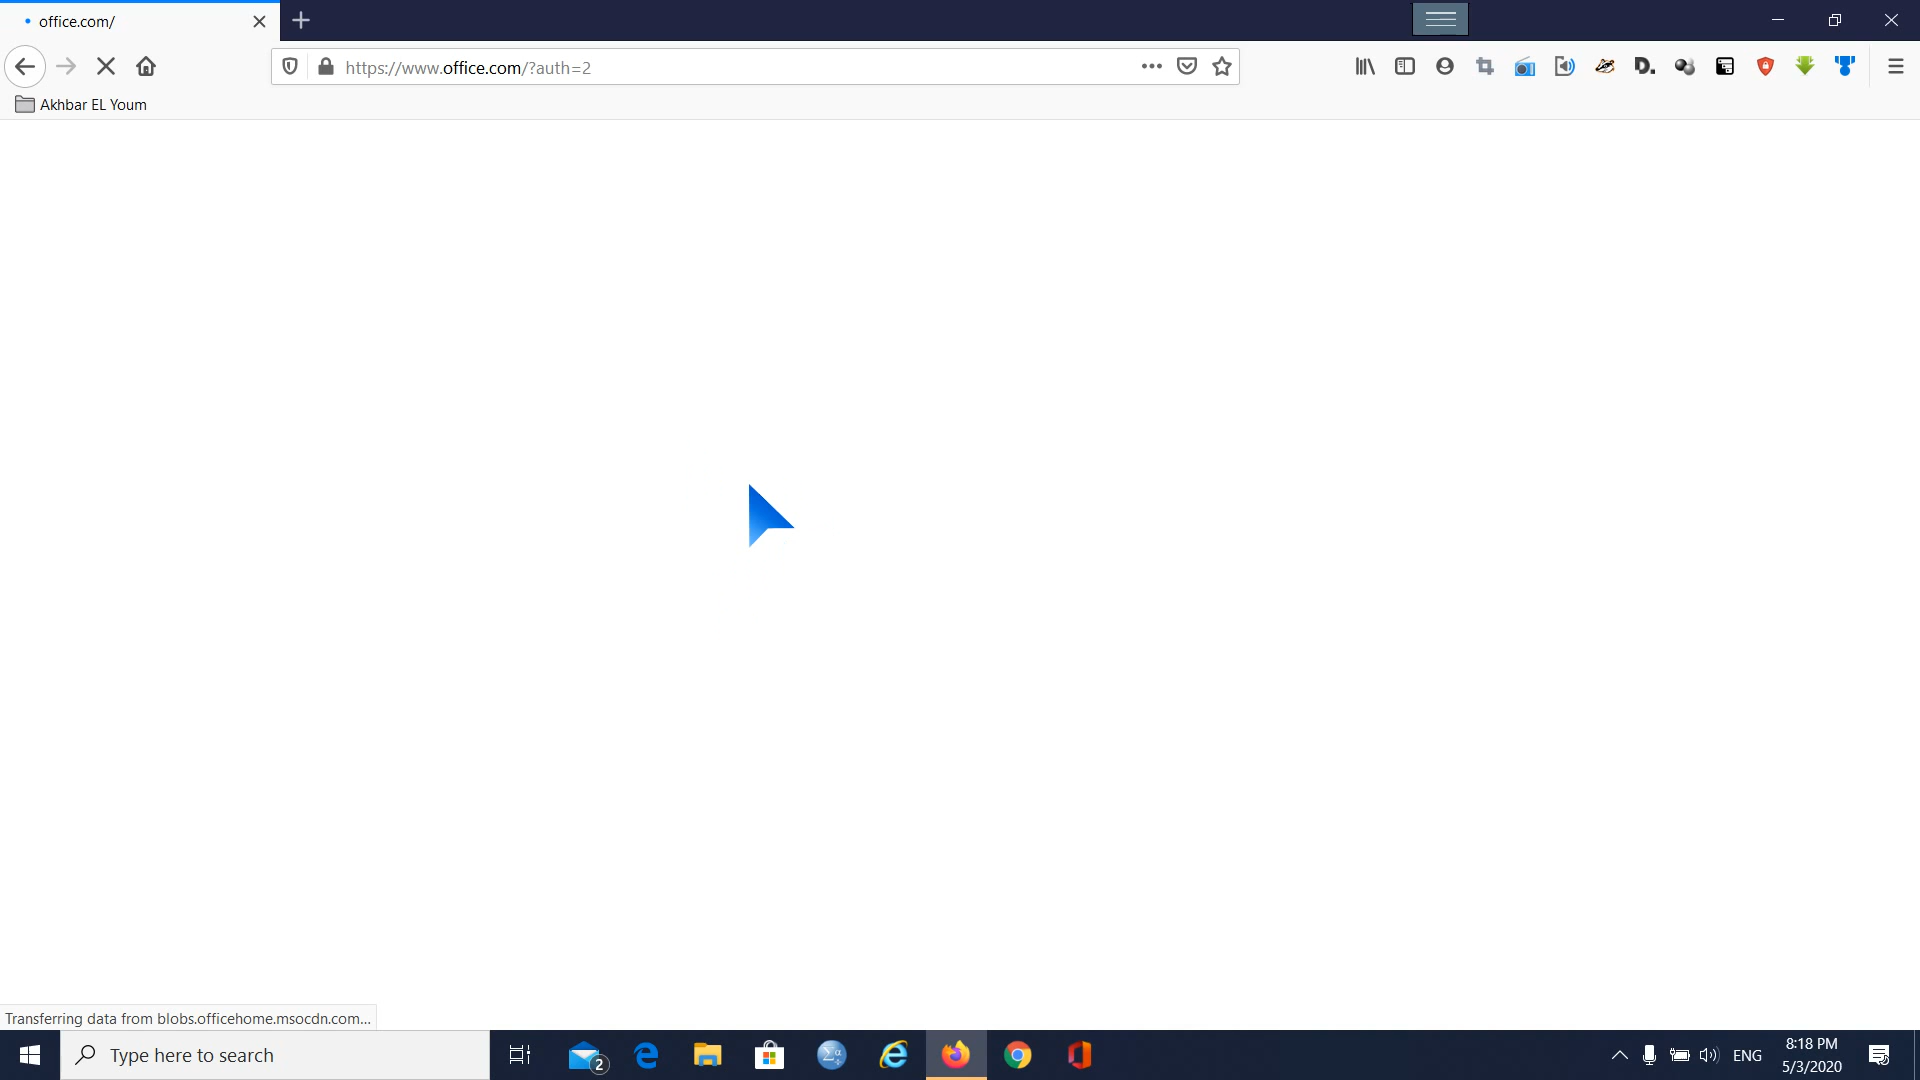 office.com/
https://www.office.com/?auth=2
D.
Akhbar EL Youm
Transferring data from blobs.officehome.msocdn.com...
Type here to search
2
ENG
8:18 PM
5/3/2020